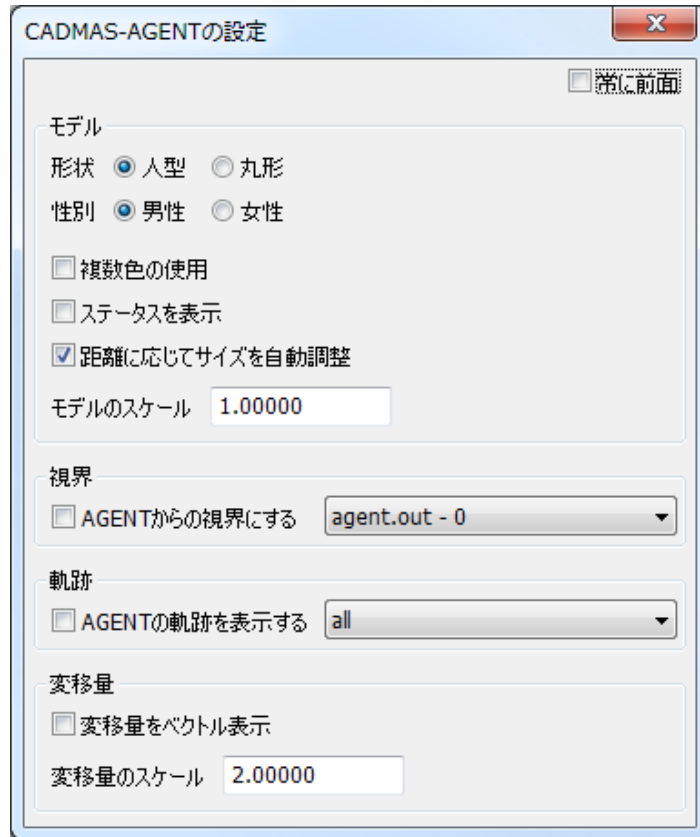 CADMAS-AGENTの設定
常に前面
モデル
形状 人型 丸形
性別 男性 女性
複数色の使用
ステータスを表示
距離に応じてサイズを自動調整
モデルのスケール 1.00000
視界
AGENTからの視界にする agent.out - 0
軌跡
AGENTの軌跡を表示する all
変移量
変移量をベクトル表示
変移量のスケール 2.00000